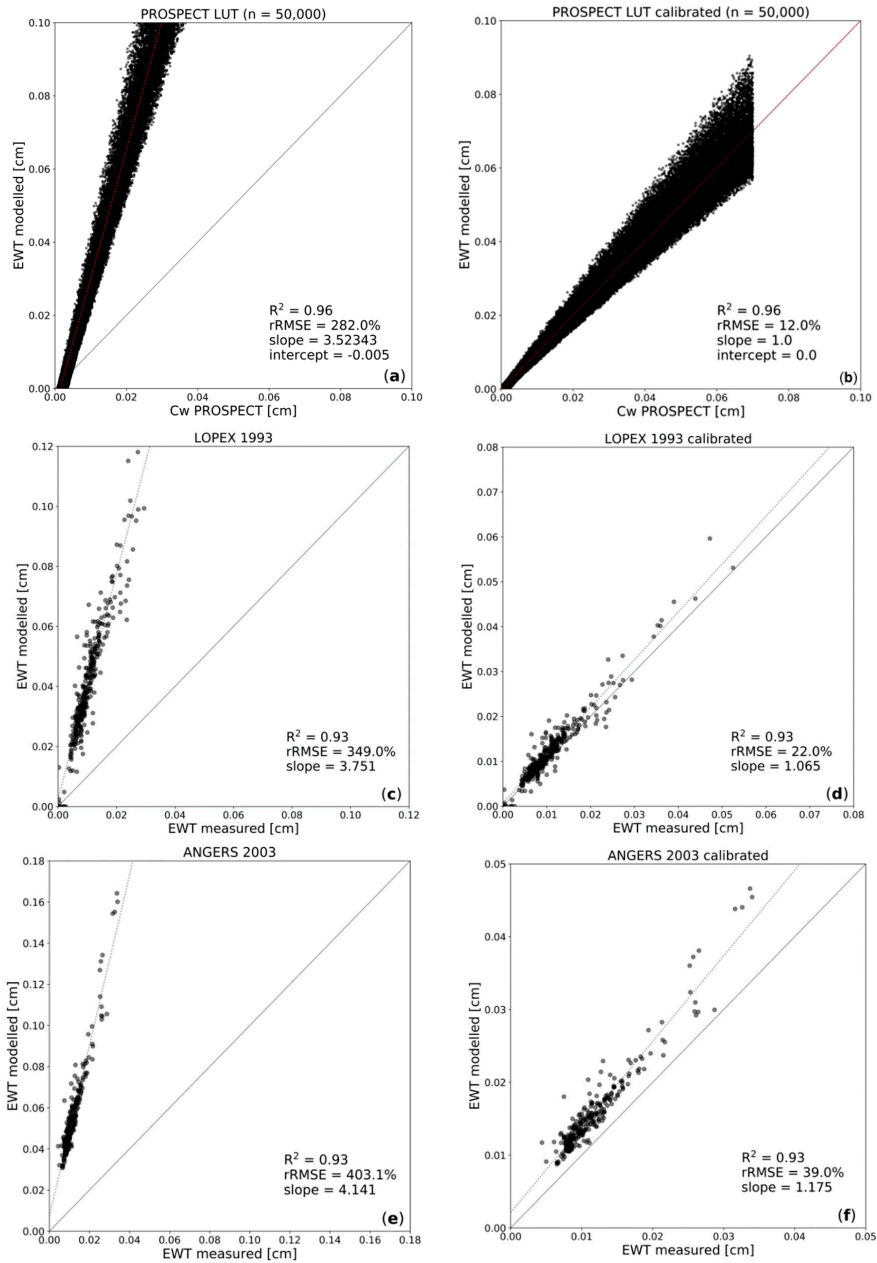 PROSPECT LUT (n = 50,000)
0.10
0.08
0.06
0.04
0.02
0.00
EWT modelled [cm]
R² = 0.96
rRMSE = 282.0%
slope = 3.52343
intercept = -0.005
(a)
0.00 0.02 0.04 0.06 0.08 0.10
Cw PROSPECT [cm]
PROSPECT LUT calibrated (n = 50,000)
0.10
0.08
0.06
0.04
0.02
0.00
EWT modelled [cm]
R² = 0.96
rRMSE = 12.0%
slope = 1.0
intercept = 0.0
(b)
0.00 0.02 0.04 0.06 0.08 0.10
Cw PROSPECT [cm]
LOPEX 1993
0.12
0.10
0.08
0.06
0.04
0.02
0.00
EWT modelled [cm]
R² = 0.93
rRMSE = 349.0%
slope = 3.751
(c)
0.00 0.02 0.04 0.06 0.08 0.10 0.12
EWT measured [cm]
LOPEX 1993 calibrated
0.08
0.07
0.06
0.05
0.04
0.03
0.02
0.01
0.00
EWT modelled [cm]
R² = 0.93
rRMSE = 22.0%
slope = 1.065
(d)
0.00 0.01 0.02 0.03 0.04 0.05 0.06 0.07 0.08
EWT measured [cm]
ANGERS 2003
0.18
0.16
0.14
0.12
0.10
0.08
0.06
0.04
0.02
0.00
EWT modelled [cm]
R² = 0.93
rRMSE = 403.1%
slope = 4.141
(e)
0.00 0.02 0.04 0.06 0.08 0.10 0.12 0.14 0.16 0.18
EWT measured [cm]
ANGERS 2003 calibrated
0.05
0.04
0.03
0.02
0.01
0.00
EWT modelled [cm]
R² = 0.93
rRMSE = 39.0%
slope = 1.175
(f)
0.00 0.01 0.02 0.03 0.04 0.05
EWT measured [cm]